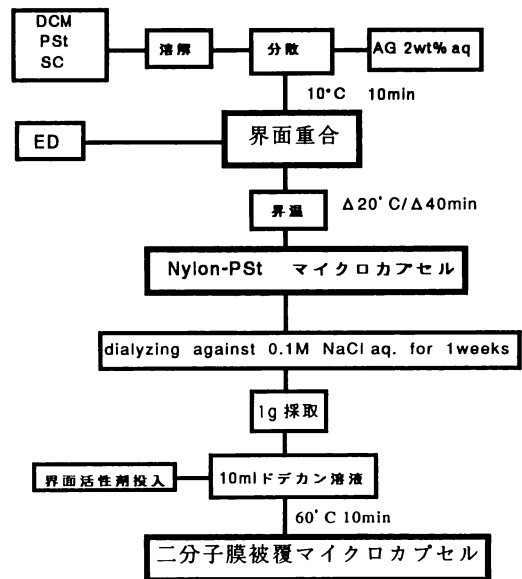 DCM
PSt
SC
溶解
分散
AG 2wt% aq
10°C 10min
ED
界面重合
昇温
Δ20°C/Δ40min
Nylon-PSt マイクロカプセル
dialyzing against 0.1M NaCl aq. for 1weeks
1g 採取
界面活性剤投入
10mlドデカン溶液
60°C 10min
二分子膜被覆マイクロカプセル